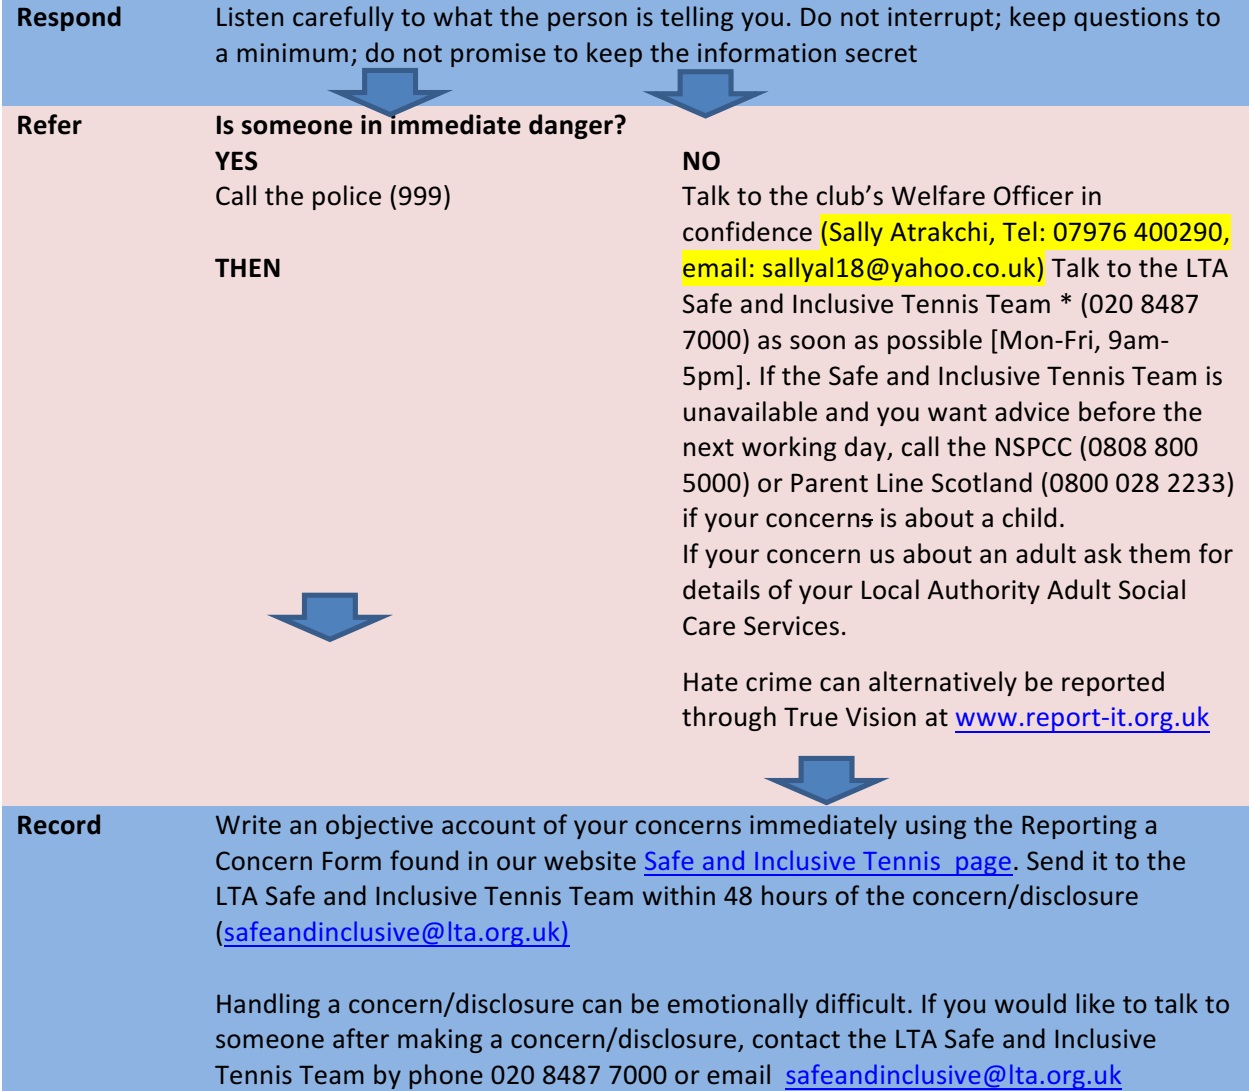 Respond
Listen carefully to what the person is telling you. Do not interrupt; keep questions to
a minimum; do not promise to keep the information secret
Refer
Is someone in immediate danger?
YES
Call the police (999)
THEN
NO
Talk to the club’s Welfare Officer in
confidence (Sally Atrakchi, Tel: 07976 400290,
email: sallyal18@yahoo.co.uk) Talk to the LTA
Safe and Inclusive Tennis Team * (020 8487
7000) as soon as possible [Mon-Fri, 9am-
5pm]. If the Safe and Inclusive Tennis Team is
unavailable and you want advice before the
next working day, call the NSPCC (0808 800
5000) or Parent Line Scotland (0800 028 2233)
if your concerns is about a child.
If your concern us about an adult ask them for
details of your Local Authority Adult Social
Care Services.
Hate crime can alternatively be reported
through True Vision at www.report-it.org.uk
Record
Write an objective account of your concerns immediately using the Reporting a
Concern Form found in our website Safe and Inclusive Tennis  page. Send it to the
LTA Safe and Inclusive Tennis Team within 48 hours of the concern/disclosure
(safeandinclusive@lta.org.uk)
Handling a concern/disclosure can be emotionally difficult. If you would like to talk to
someone after making a concern/disclosure, contact the LTA Safe and Inclusive
Tennis Team by phone 020 8487 7000 or email  safeandinclusive@lta.org.uk